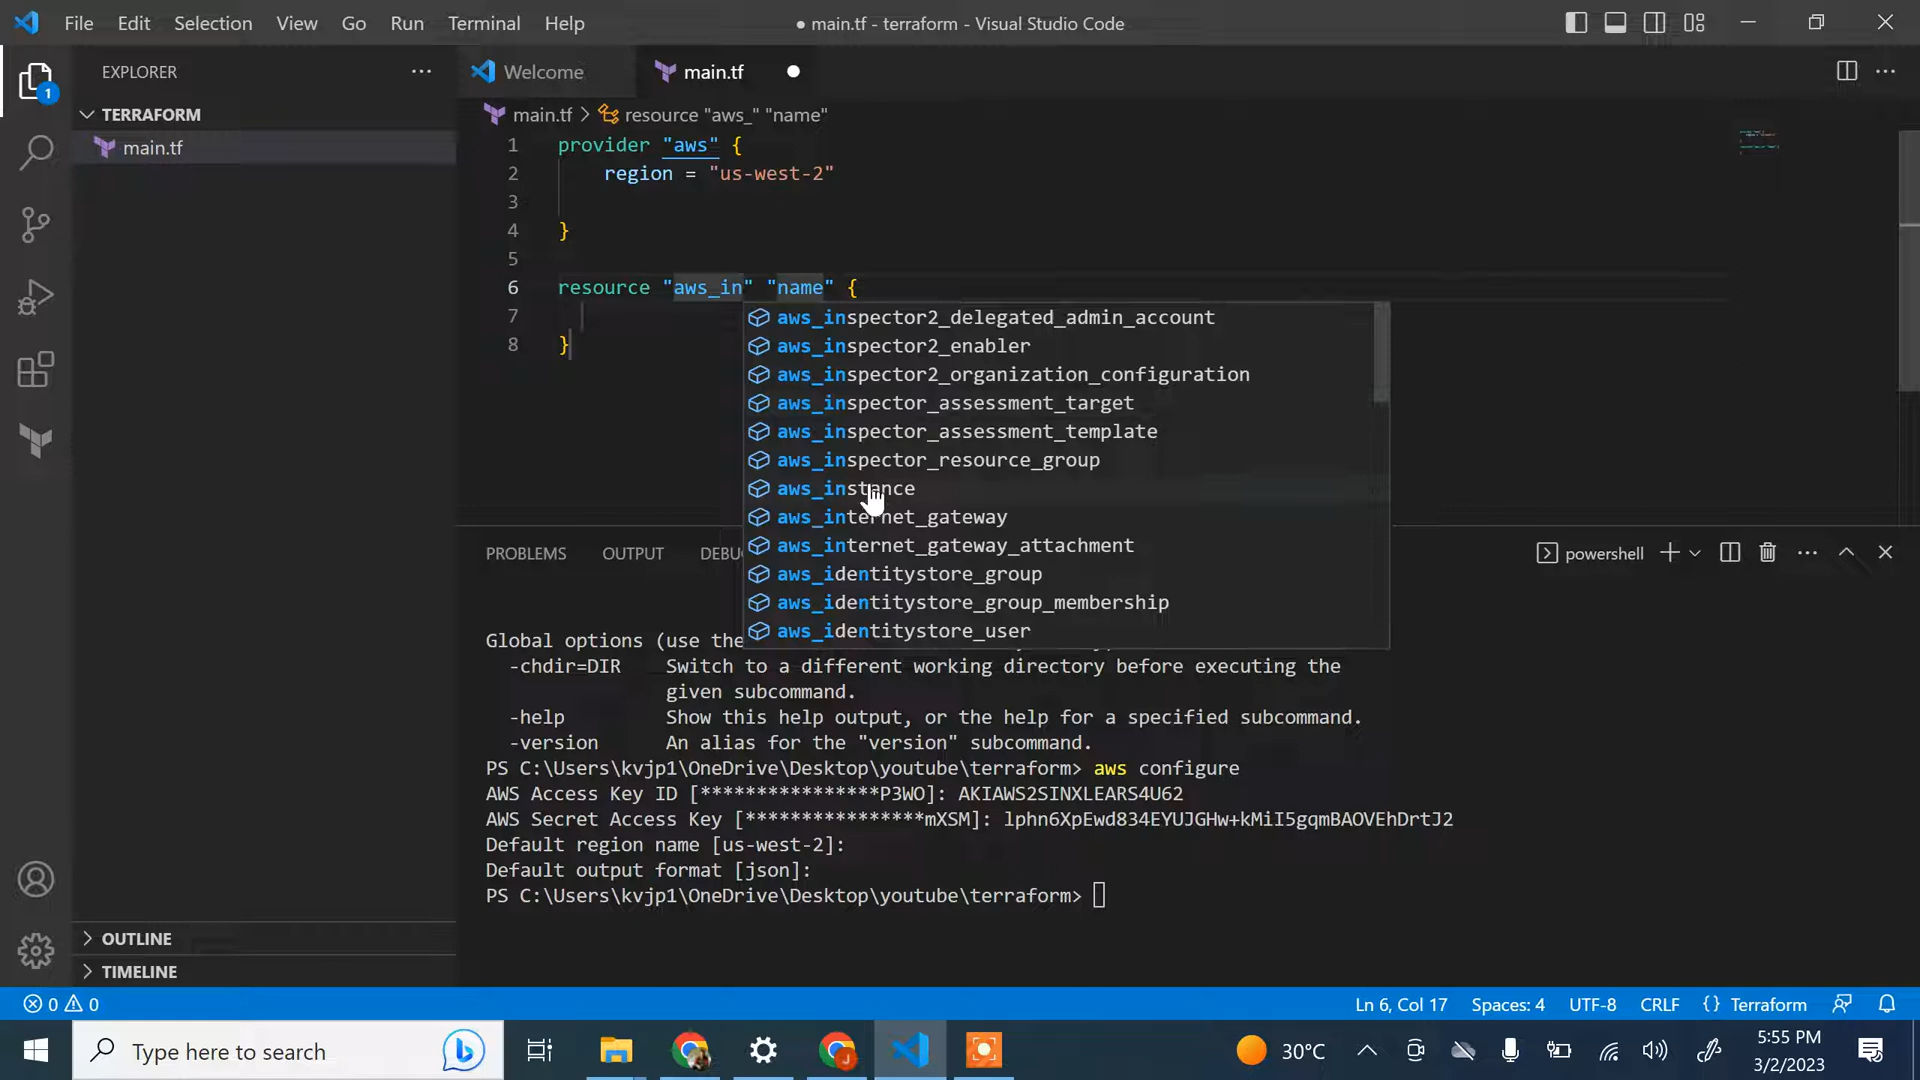 File Edit Selection View Go Run Terminal Help
● main.tf - terraform - Visual Studio Code
EXPLORER
Welcome
main.tf
1
TERRAFORM
main.tf
main.tf > resource "aws_" "name"
1 provider "aws" {
2 region = "us-west-2"
3
4 }
5
6 resource "aws_in" "name" {
7
8 }
aws_inspector2_delegated_admin_account
aws_inspector2_enabler
aws_inspector2_organization_configuration
aws_inspector_assessment_target
aws_inspector_assessment_template
aws_inspector_resource_group
aws_instance
aws_internet_gateway
aws_internet_gateway_attachment
aws_identitystore_group
aws_identitystore_group_membership
aws_identitystore_user
PROBLEMS OUTPUT DEBU
powershell
Global options (use the
-chdir=DIR Switch to a different working directory before executing the
given subcommand.
-help Show this help output, or the help for a specified subcommand.
-version An alias for the "version" subcommand.
PS C:\Users\kvjp1\OneDrive\Desktop\youtube\terraform> aws configure
AWS Access Key ID [****************P3WO]: AKIAWS2SINXLEARS4U62
AWS Secret Access Key [****************mXSM]: 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
Default region name [us-west-2]:
Default output format [json]:
PS C:\Users\kvjp1\OneDrive\Desktop\youtube\terraform>
OUTLINE
TIMELINE
0 0
Ln 6, Col 17 Spaces: 4 UTF-8 CRLF {} Terraform
Type here to search
30°C
5:55 PM
3/2/2023